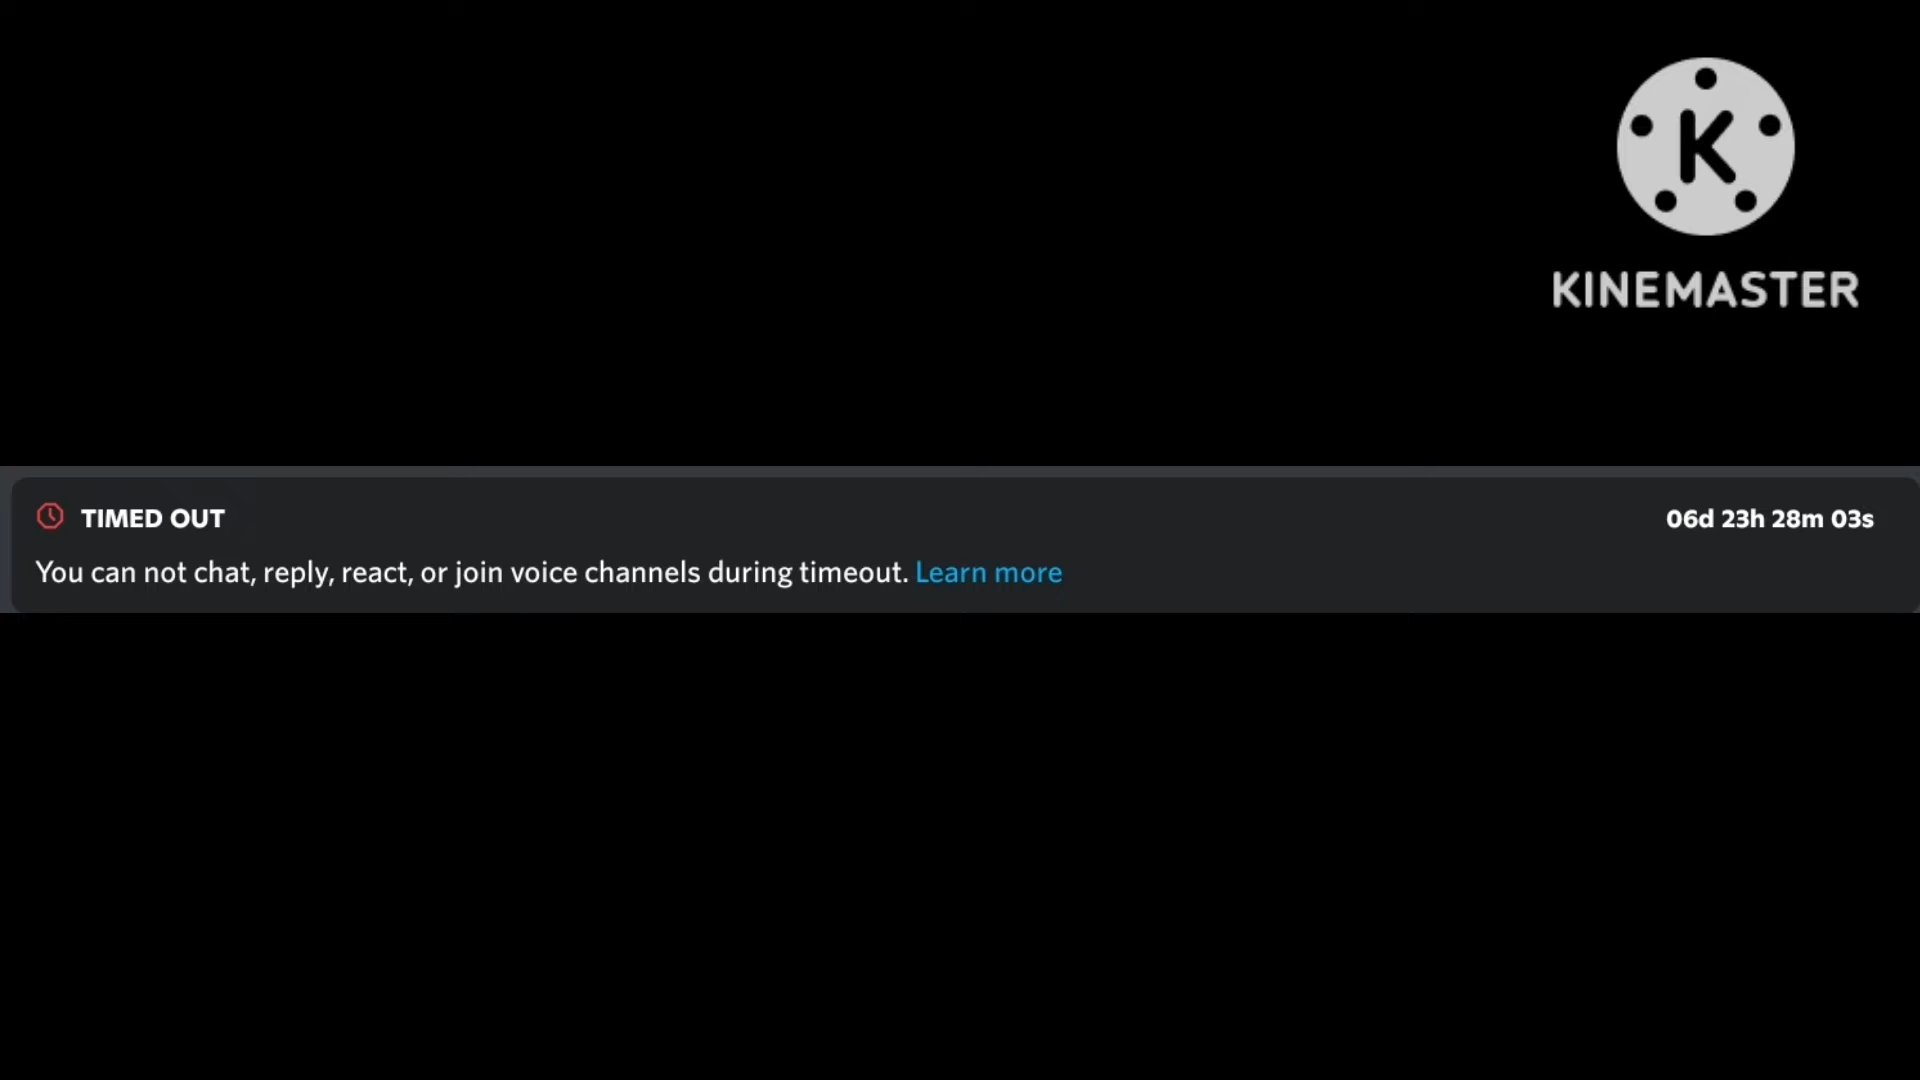 K
KINEMASTER
TIMED OUT 06d 23h 28m 03s
You can not chat, reply, react, or join voice channels during timeout. Learn more